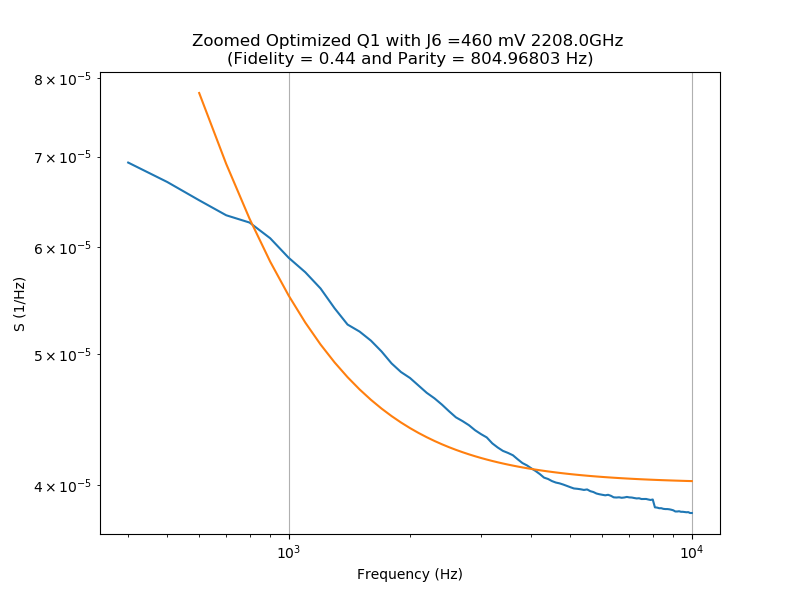 Zoomed Optimized Q1 with J6 =460 mV 2208.0GHz
(Fidelity = 0.44 and Parity = 804.96803 Hz)
8 × 10⁻⁵
7 × 10⁻⁵
6 × 10⁻⁵
5 × 10⁻⁵
4 × 10⁻⁵
S (1/Hz)
10³ 10⁴
Frequency (Hz)